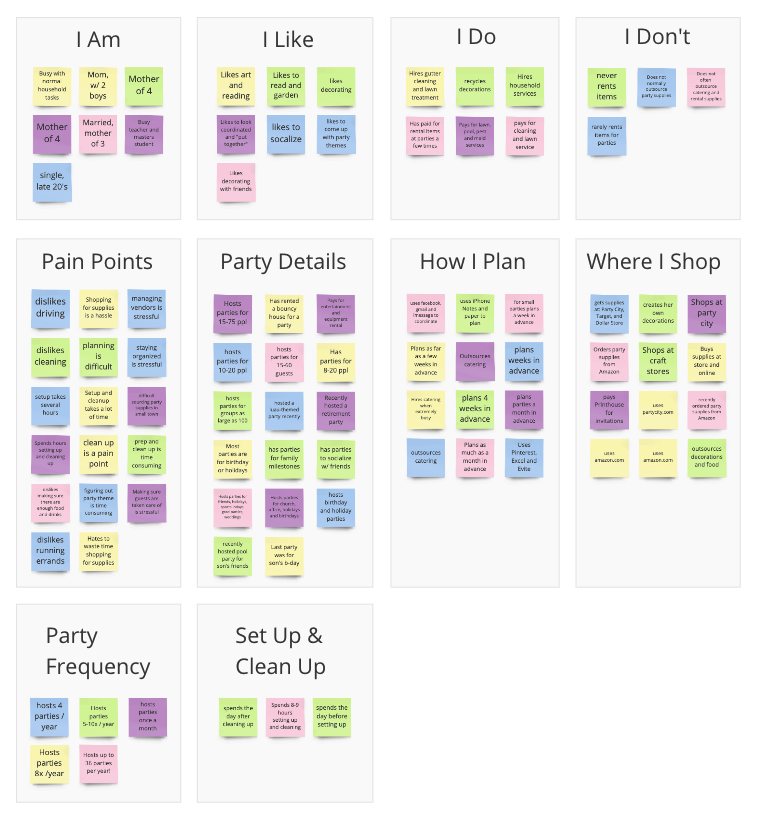 I Am
Busy with
normal
household
tasks
Mom,
w/ 2
boys
Mother
of 4
Mother
of 4
Married,
mother
of 3
Busy
teacher and
masters
student
single,
late 20's
I Like
Likes art
and
reading
Likes to
read and
garden
likes
decorating
Likes to look
coordinated
and "put
together"
likes to
socalize
likes to
come up
with party
themes
Likes
decorating
with friends
I Do
Hires gutter
cleaning
and lawn
treatment
recycles
decorations
Hires
household
services
Has paid for
rental items
at parties a
few times
Pays for lawn,
pool, pest
and maid
services
pays for
cleaning
and lawn
service
I Don't
never
rents
items
Does not
normally
outsource
party supplies
Does not
often
outsource
catering and
rental supplies
rarely rents
items for
parties
Pain Points
dislikes
driving
Shopping
for supplies
is a hassle
managing
vendors is
stressful
dislikes
cleaning
planning
is
difficult
staying
organized
is stressful
setup takes
several
hours
Setup and
cleanup
takes a lot
of time
difficult
sourcing party
supplies in
small town
Spends hours
setting up
and cleaning
up
clean up
is a pain
point
prep and
clean up is
time
consuming
dislikes
making sure
there are
enough food
and drinks
figuring out
party theme
is time
consuming
Making sure
guests are
taken care of
is stressful
dislikes
running
errands
Hates to
waste time
shopping
for supplies
Party Details
Hosts
parties for
15-75 ppl
Has rented
a bouncy
house for a
party
Pays for
entertainment
and
equipment
rental
hosts
parties for
10-20 ppl
hosts
parties for
15-60
guests
Has
parties for
8-20 ppl
hosts
parties for
groups as
large as 100
hosted a
party recently
Recently
hosted a
retirement
party
Most
parties are
for birthday
or holidays
has parties
for family
milestones
has parties
to socialize
w/ friends
Hosts parties for
friends, holidays,
weddings
Hosts parties
for church,
office, holidays
and birthdays
hosts
birthday
and holiday
parties
recently
hosted pool
party for
son's friends
Last party
was for
son's b-day
How I Plan
uses facebook,
gmail and
imessage to
coordinate
uses iPhone
Notes and
paper to
plan
for small
parties plans
a week in
advance
Plans as far
as a few
weeks in
advance
Outsources
catering
plans
weeks in
advance
Hires catering
when
extremely
busy
plans 4
weeks in
advance
plans
parties a
month in
advance
outsources
catering
Plans as
much as a
month in
advance
Uses
Pinterest,
Excel and
Evite
Where I Shop
gets supplies
at Party City,
Target, and
Dollar Store
creates her
own
decorations
Shops at
party
city
Orders party
supplies
from
Amazon
Shops at
craft
stores
Buys
supplies at
store and
online
pays
Printhouse
for
invitations
uses
partycity.com
recently
ordered party
supplies from
Amazon
uses
amazon.com
uses
amazon.com
outsources
decorations
and food
Party
Frequency
hosts 4
parties /
year
Hosts
parties
5-10x / year
hosts
parties
once a
month
Hosts
parties
8x /year
Hosts up to
16 parties
per year!
Set Up &
Clean Up
spends the
day after
cleaning up
Spends 8-9
hours
setting up
and cleaning
spends the
day before
setting up